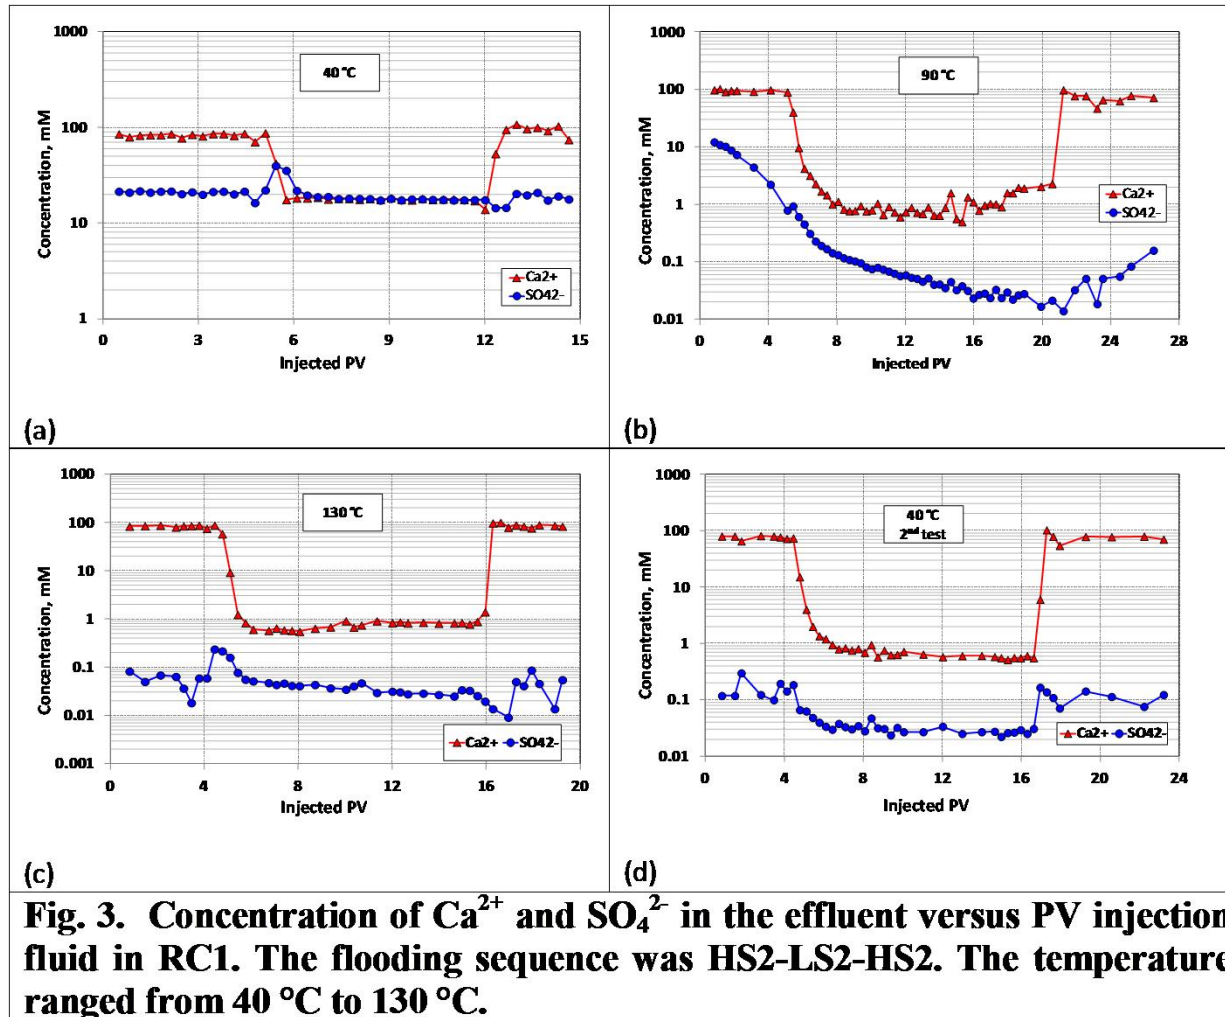 1000
100
10
1
Concentration, mM
40 °C
Ca2+
SO42-
0 3 6 9 12 15
Injected PV
(a)
1000
100
10
1
0.1
0.01
Concentration, mM
90 °C
Ca2+
SO42-
0 4 8 12 16 20 24 28
Injected PV
(b)
1000
100
10
1
0.1
0.01
0.001
Concentration, mM
130 °C
Ca2+ SO42-
0 4 8 12 16 20
Injected PV
(c)
1000
100
10
1
0.1
0.01
Concentration, mM
40 °C
2nd test
Ca2+ SO42-
0 4 8 12 16 20 24
Injected PV
(d)
Fig. 3. Concentration of Ca²⁺ and SO₄²⁻ in the effluent versus PV injection
fluid in RC1. The flooding sequence was HS2-LS2-HS2. The temperature
ranged from 40 °C to 130 °C.